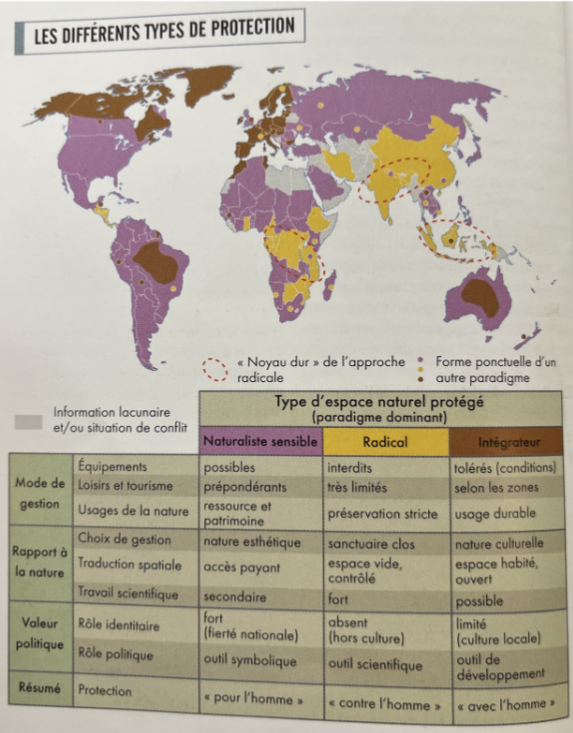 LES DIFFÉRENTS TYPES DE PROTECTION
« Noyau dur » de l'approche
radicale
Forme ponctuelle d'un
autre paradigme
Information lacunaire
et/ou situation de conflit
Type d'espace naturel protégé
(paradigme dominant)
Naturaliste sensible
Radical
Intégrateur
Mode de
gestion
Équipements
possibles
interdits
tolérés (conditions)
Loisirs et tourisme
prépondérants
très limités
selon les zones
Usages de la nature
ressource et
patrimoine
préservation stricte
usage durable
Rapport à
la nature
Choix de gestion
nature esthétique
sanctuaire clos
nature culturelle
Traduction spatiale
accès payant
espace vide,
contrôlé
espace habité,
ouvert
Travail scientifique
secondaire
fort
possible
Valeur
politique
Rôle identitaire
fort
(fierté nationale)
absent
(hors culture)
limité
(culture locale)
Rôle politique
outil symbolique
outil scientifique
outil de
développement
Résumé
Protection
« pour l'homme »
« contre l'homme »
« avec l'homme »